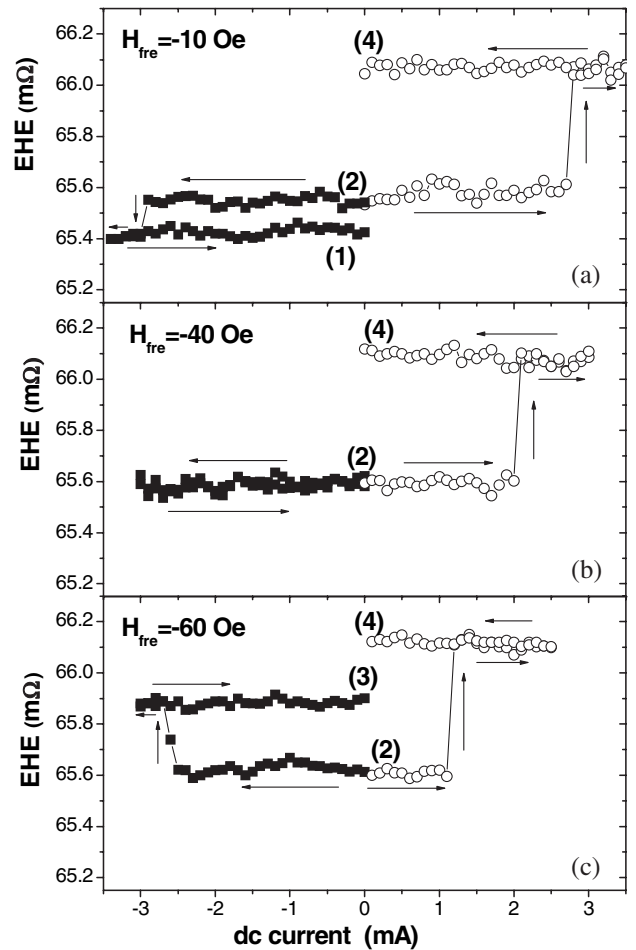 66.2
H_fre=-10 Oe
(4)
66.0
65.8
EHE (mΩ)
65.6
(2)
65.4
(1)
65.2
(a)
66.2
H_fre=-40 Oe
(4)
66.0
65.8
EHE (mΩ)
(2)
65.6
65.4
65.2
(b)
66.2
H_fre=-60 Oe
(4)
66.0
(3)
65.8
EHE (mΩ)
(2)
65.6
65.4
65.2
(c)
-3 -2 -1 0 1 2 3
dc current (mA)